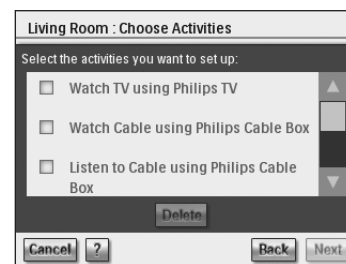 Living Room : Choose Activities
Select the activities you want to set up:
Watch TV using Philips TV
Watch Cable using Philips Cable Box
Listen to Cable using Philips Cable
Box
Delete
Cancel ? Back Next